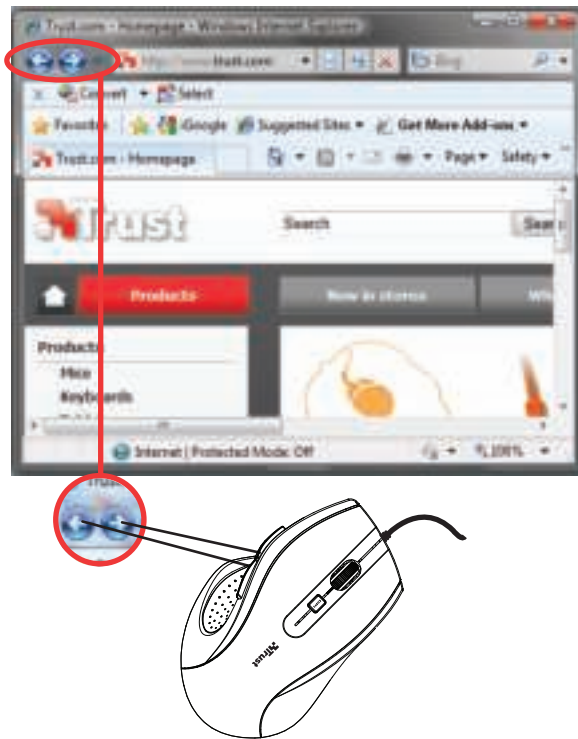 Trust.com - Homepage - Windows Internet Explorer
trust.com Bing
x Convert Select
Favorites Google Suggested Sites Get More Add-ons
Trust.com - Homepage Page Safety
Trust Search
Products New in stores
Products
Mice
Keyboards
Internet | Protected Mode: Off 100%
Trust